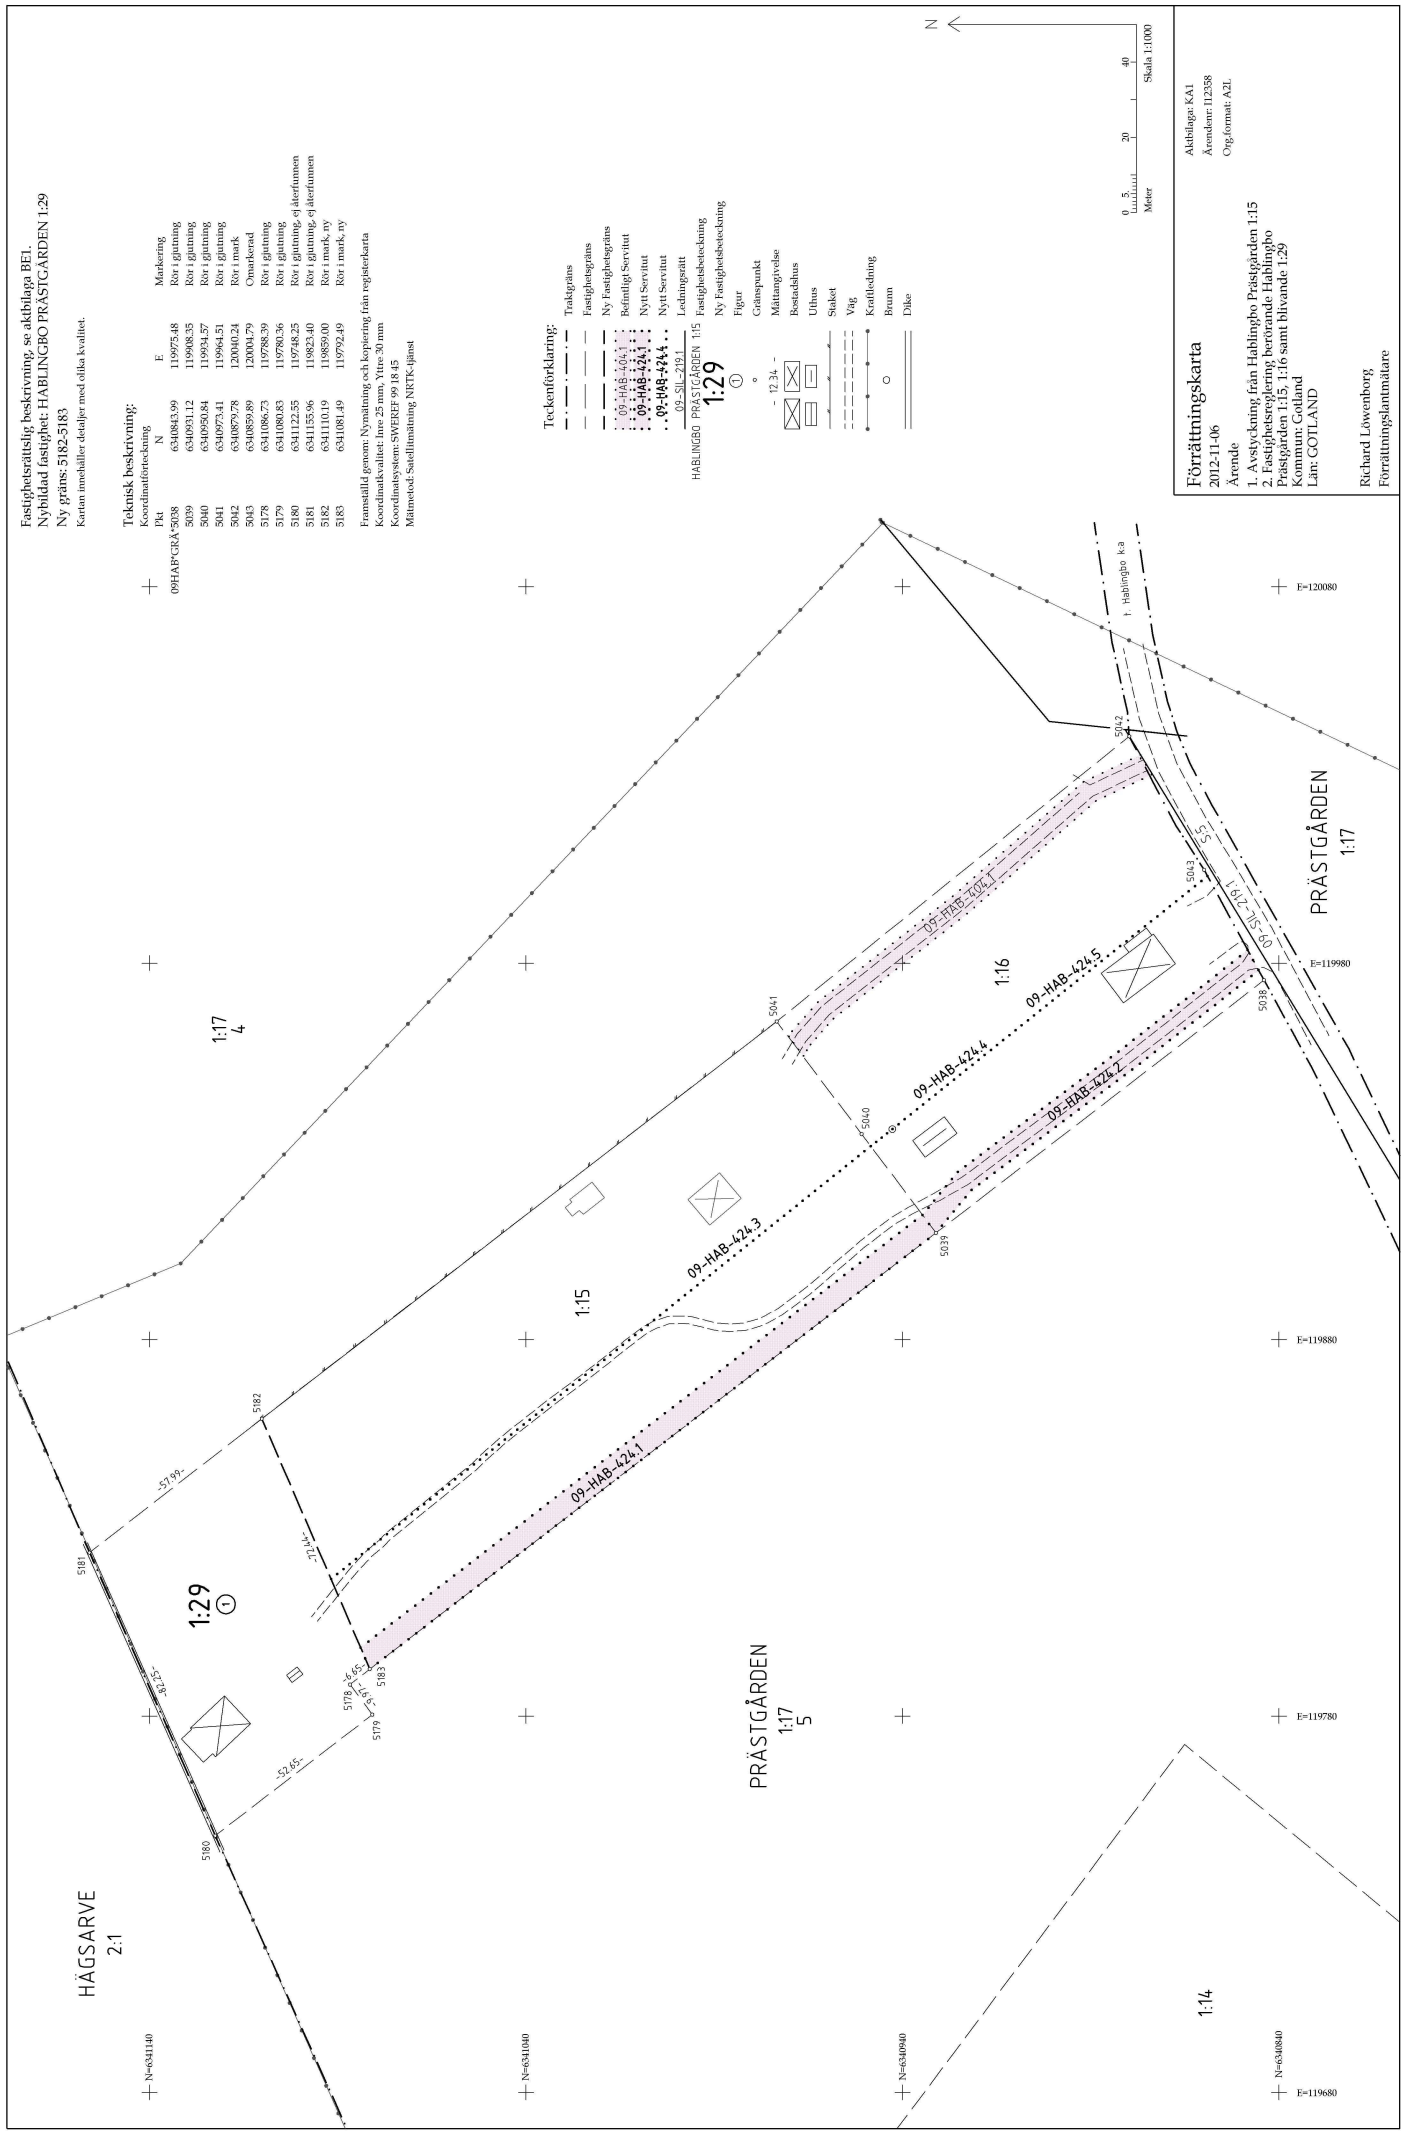 Fastighetsrättslig beskrivning, se aktbilaga BE1.
Nybildad fastighet: HABLINGBO PRÄSTGÅRDEN 1:29
Ny gräns: 5182-5183
Kartan innehåller detaljer med olika kvalitet.
Teknisk beskrivning:
Koordinatförteckning
Pkt N E Markering
09HAB*GRÄ*5038 6340843.99 119975.48 Rör i gjutning
5039 6340931.12 119908.35 Rör i gjutning
5040 6340950.84 119934.57 Rör i gjutning
5041 6340973.41 119964.51 Rör i gjutning
5042 6340879.78 120040.24 Rör i mark
5043 6340859.89 120004.79 Omarkerad
5178 6341086.73 119788.39 Rör i gjutning
5179 6341080.83 119780.36 Rör i gjutning
5180 6341122.55 119748.25 Rör i gjutning, ej återfunnen
5181 6341155.96 119823.40 Rör i gjutning, ej återfunnen
5182 6341110.19 119859.00 Rör i mark, ny
5183 6341081.49 119792.49 Rör i mark, ny
Framställd genom: Nymätning och kopiering från registerkarta
Koordinatkvalitet: Inre 25 mm, Yttre 30 mm
Koordinatsystem: SWEREF 99 18 45
Mätmetod: Satellitmätning NRTK-tjänst
Teckenförklaring:
Traktgräns
Fastighetsgräns
Ny Fastighetsgräns
09-HAB-404.1 Befintligt Servitut
09-HAB-424.1 Nytt Servitut
09-HAB-424.4 Nytt Servitut
09-SIL-219.1 Ledningsrätt
HABLINGBO PRÄSTGÅRDEN 1:15 Fastighetsbeteckning
1:29 Ny Fastighetsbeteckning
1 Figur
Gränspunkt
- 12.34 - Måttangivelse
Bostadshus
Uthus
Staket
Väg
Kraftledning
Brunn
Dike
N
0 5 20 40
Meter Skala 1:1000
Förrättningskarta
2012-11-06
Ärende
1. Avstyckning från Hablingbo Prästgården 1:15
2. Fastighetsreglering berörande Hablingbo
Prästgården 1:15, 1:16 samt blivande 1:29
Kommun: Gotland
Län: GOTLAND
Richard Löwenborg
Förrättningslantmätare
Aktbilaga: KA1
Ärendenr: I12358
Org.format: A2L
HÄGSARVE
2:1
5180
5181
-82.25-
-57.99-
5182
1:29
1
-72.44-
-52.65-
5179
-9.97-
5178
-6.65-
5183
1:17
4
1:15
09-HAB-424.1
09-HAB-424.3
5039
5040
5041
09-HAB-424.4
09-HAB-424.5
09-HAB-424.2
09-HAB-404.1
1:16
5038
5043
5042
S:5
09-SIL-219.1
t. Hablingbo k:a
PRÄSTGÅRDEN
1:17
PRÄSTGÅRDEN
1:17
5
1:14
N=6341140
N=6341040
N=6340940
N=6340840
E=119680
E=119780
E=119880
E=119980
E=120080